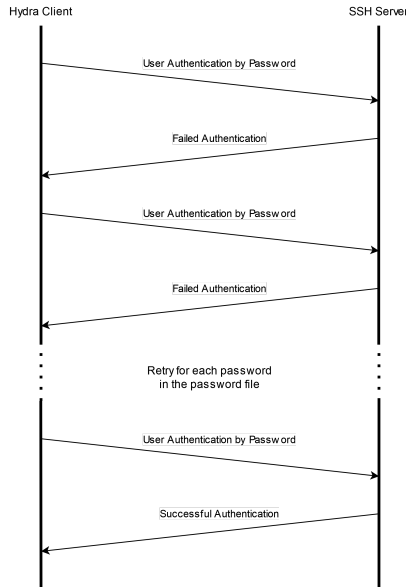 Hydra Client
SSH Server
User Authentication by Password
Failed Authentication
User Authentication by Password
Failed Authentication
Retry for each password
in the password file
User Authentication by Password
Successful Authentication